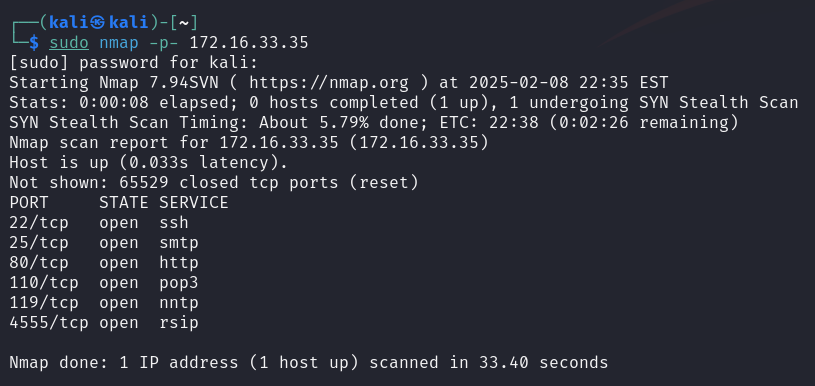 ┌──(kali㉿kali)-[~]
└─$ sudo nmap -p- 172.16.33.35
[sudo] password for kali:
Starting Nmap 7.94SVN ( https://nmap.org ) at 2025-02-08 22:35 EST
Stats: 0:00:08 elapsed; 0 hosts completed (1 up), 1 undergoing SYN Stealth Scan
SYN Stealth Scan Timing: About 5.79% done; ETC: 22:38 (0:02:26 remaining)
Nmap scan report for 172.16.33.35 (172.16.33.35)
Host is up (0.033s latency).
Not shown: 65529 closed tcp ports (reset)
PORT     STATE SERVICE
22/tcp   open  ssh
25/tcp   open  smtp
80/tcp   open  http
110/tcp  open  pop3
119/tcp  open  nntp
4555/tcp open  rsip
Nmap done: 1 IP address (1 host up) scanned in 33.40 seconds